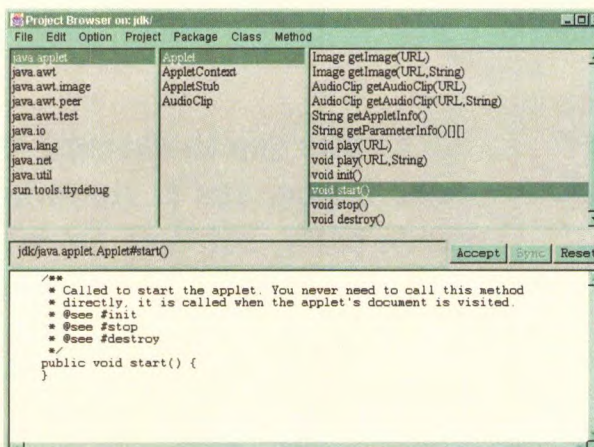 Project Browser on: jdk/
File Edit Option Project Package Class Method
java.applet
java.awt
java.awt.image
java.awt.peer
java.awt.test
java.io
java.lang
java.net
java.util
sun.tools.ttydebug
Applet
AppletContext
AppletStub
AudioClip
Image getImage(URL)
Image getImage(URL,String)
AudioClip getAudioClip(URL)
AudioClip getAudioClip(URL,String)
String getAppletInfo()
String getParameterInfo()[][]
void play(URL)
void play(URL,String)
void init()
void start()
void stop()
void destroy()
jdk/java.applet.Applet#start()
Accept Sync Reset
/**
* Called to start the applet. You never need to call this method
* directly, it is called when the applet's document is visited.
* @see #init
* @see #stop
* @see #destroy
*/
public void start() {
}